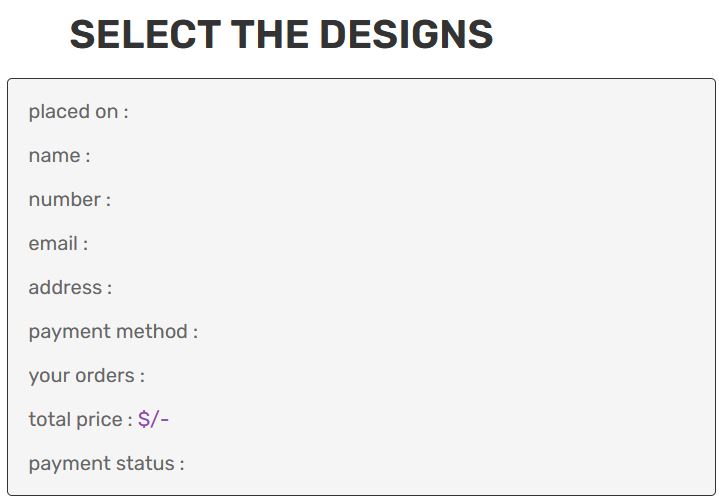 SELECT THE DESIGNS
placed on :
name :
number :
email :
address :
payment method :
your orders :
total price : $/-
payment status :